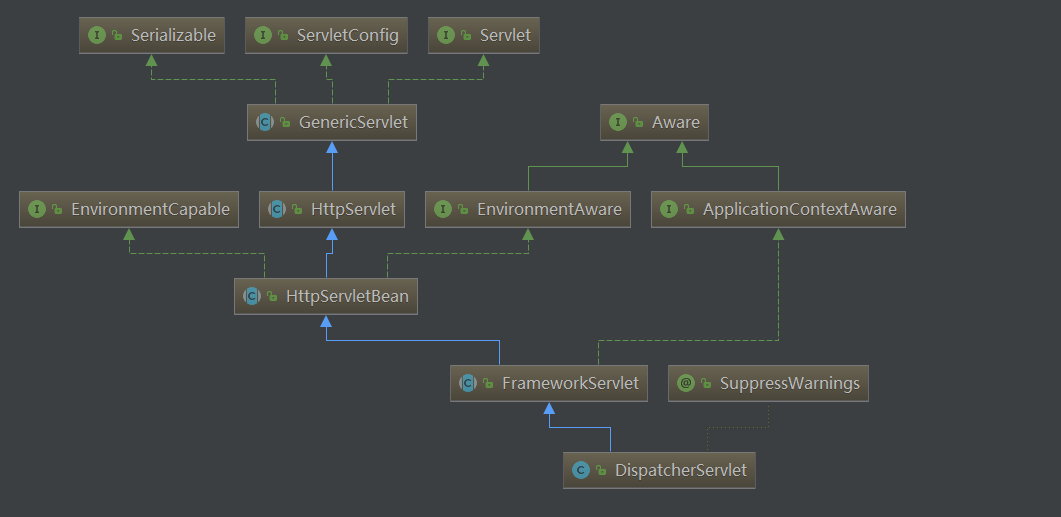 I Serializable
I ServletConfig
I Servlet
C GenericServlet
I Aware
I EnvironmentCapable
C HttpServlet
I EnvironmentAware
I ApplicationContextAware
C HttpServletBean
C FrameworkServlet
@ SuppressWarnings
C DispatcherServlet